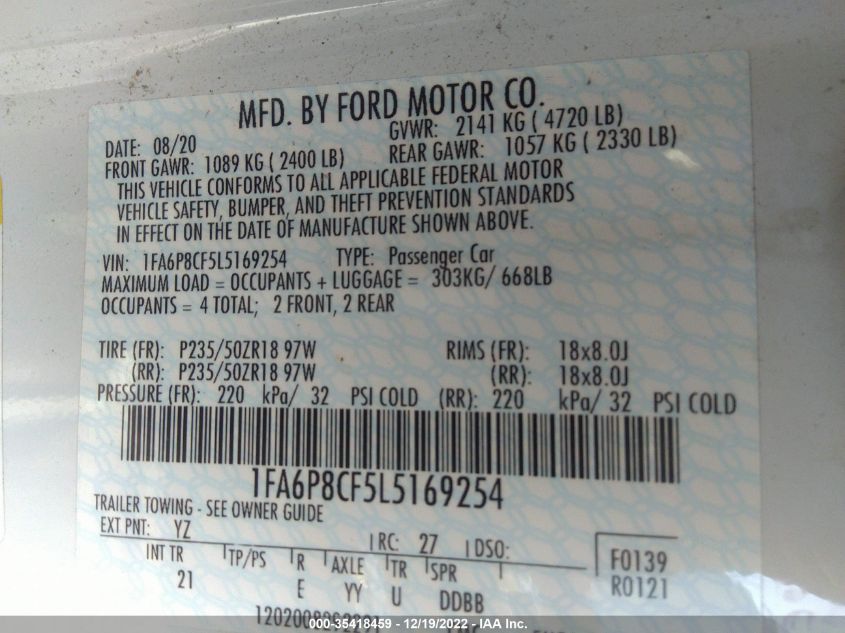 MFD. BY FORD MOTOR CO.
DATE: 08/20 GVWR: 2141 KG ( 4720 LB)
FRONT GAWR: 1089 KG ( 2400 LB) REAR GAWR: 1057 KG ( 2330 LB)
THIS VEHICLE CONFORMS TO ALL APPLICABLE FEDERAL MOTOR
VEHICLE SAFETY, BUMPER, AND THEFT PREVENTION STANDARDS
IN EFFECT ON THE DATE OF MANUFACTURE SHOWN ABOVE.
VIN: 1FA6P8CF5L5169254 TYPE: Passenger Car
MAXIMUM LOAD = OCCUPANTS + LUGGAGE = 303KG/ 668LB
OCCUPANTS = 4 TOTAL; 2 FRONT, 2 REAR
TIRE (FR): P235/50ZR18 97W RIMS (FR): 18x8.0J
(RR): P235/50ZR18 97W (RR): 18x8.0J
PRESSURE (FR): 220 kPa/ 32 PSI COLD (RR): 220 kPa/ 32 PSI COLD
1FA6P8CF5L5169254
TRAILER TOWING - SEE OWNER GUIDE
EXT PNT: YZ RC: 27 DSO: F0139
INT TR TP/PS R AXLE TR SPR R0121
21 E YY U DDBB
000-35418459 - 12/19/2022 - IAA Inc.